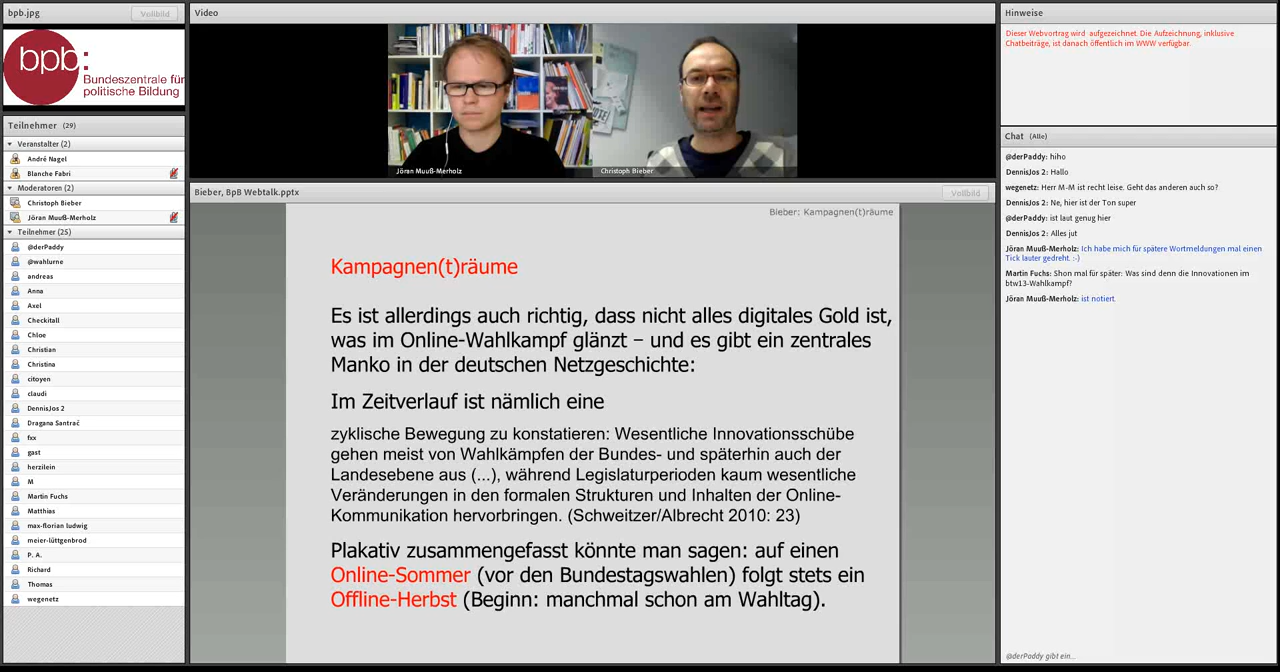 bpb.jpg
Vollbild
bpb:
Bundeszentrale für
politische Bildung
Teilnehmer (29)
Veranstalter (2)
André Nagel
Blanche Fabri
Moderatoren (2)
Christoph Bieber
Jöran Muuß-Merholz
Teilnehmer (25)
@derPaddy
@wahlurne
andreas
Anna
Axel
Checkitall
Chloe
Christian
Christina
citoyen
claudi
DennisJos 2
Dragana Santrač
fxx
gast
herzilein
M
Martin Fuchs
Matthias
max-florian ludwig
meier-lüttgenbrod
P. A.
Richard
Thomas
wegenetz
Video
Jöran Muuß-Merholz
Christoph Bieber
Bieber, BpB Webtalk.pptx
Vollbild
Bieber: Kampagnen(t)räume
Kampagnen(t)räume
Es ist allerdings auch richtig, dass nicht alles digitales Gold ist,
was im Online-Wahlkampf glänzt – und es gibt ein zentrales
Manko in der deutschen Netzgeschichte:
Im Zeitverlauf ist nämlich eine
zyklische Bewegung zu konstatieren: Wesentliche Innovationsschübe
gehen meist von Wahlkämpfen der Bundes- und späterhin auch der
Landesebene aus (...), während Legislaturperioden kaum wesentliche
Veränderungen in den formalen Strukturen und Inhalten der Online-
Kommunikation hervorbringen. (Schweitzer/Albrecht 2010: 23)
Plakativ zusammengefasst könnte man sagen: auf einen
Online-Sommer (vor den Bundestagswahlen) folgt stets ein
Offline-Herbst (Beginn: manchmal schon am Wahltag).
Hinweise
Dieser Webvortrag wird aufgezeichnet. Die Aufzeichnung, inklusive
Chatbeiträge, ist danach öffentlich im WWW verfügbar.
Chat (Alle)
@derPaddy: hiho
DennisJos 2: Hallo
wegenetz: Herr M-M ist recht leise. Geht das anderen auch so?
DennisJos 2: Ne, hier ist der Ton super
@derPaddy: ist laut genug hier
DennisJos 2: Alles jut
Jöran Muuß-Merholz: Ich habe mich für spätere Wortmeldungen mal einen
Tick lauter gedreht. :-)
Martin Fuchs: Shon mal für später: Was sind denn die Innovationen im
btw13-Wahlkampf?
Jöran Muuß-Merholz: ist notiert.
@derPaddy gibt ein...